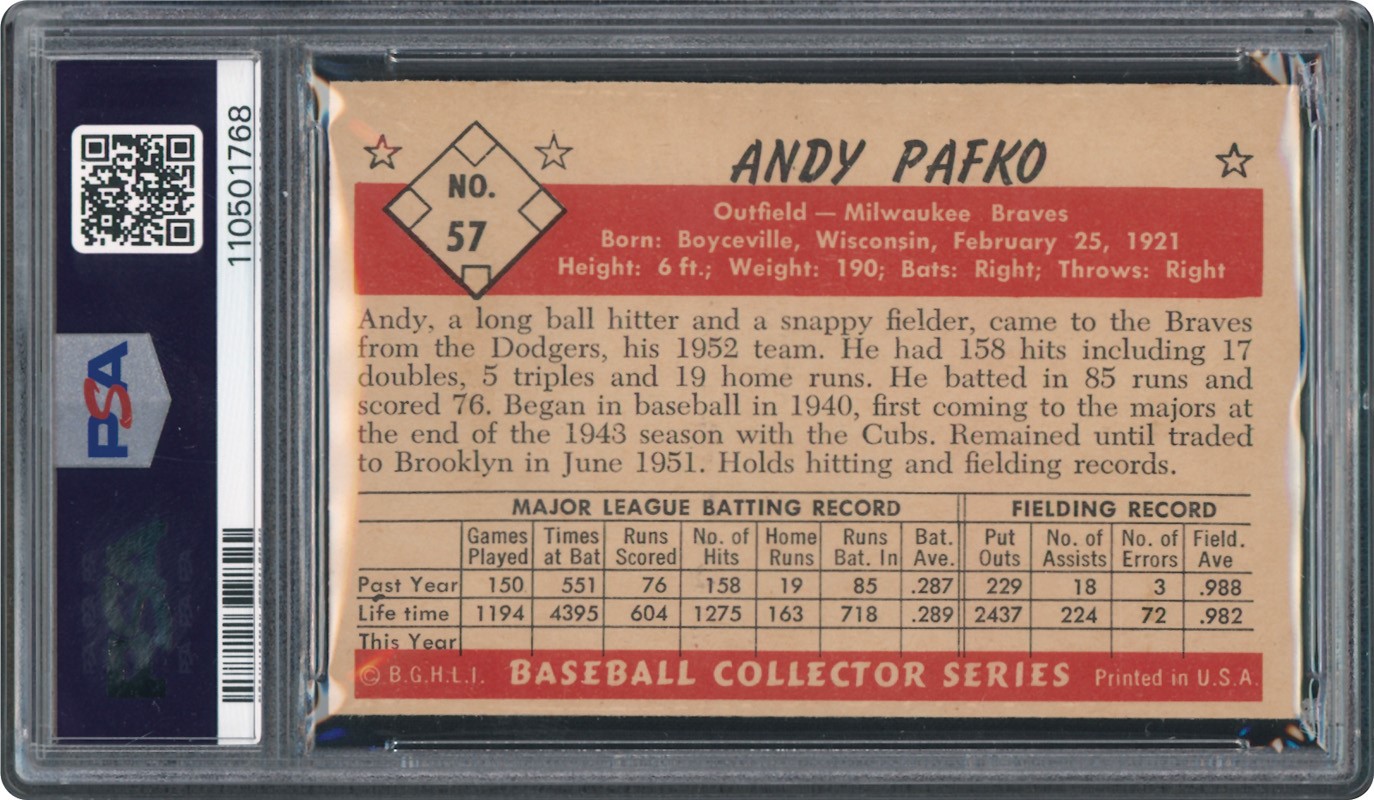 110501768
PSA
NO.
57
ANDY PAFKO
Outfield — Milwaukee Braves
Born: Boyceville, Wisconsin, February 25, 1921
Height: 6 ft.; Weight: 190; Bats: Right; Throws: Right
Andy, a long ball hitter and a snappy fielder, came to the Braves
from the Dodgers, his 1952 team. He had 158 hits including 17
doubles, 5 triples and 19 home runs. He batted in 85 runs and
scored 76. Began in baseball in 1940, first coming to the majors at
the end of the 1943 season with the Cubs. Remained until traded
to Brooklyn in June 1951. Holds hitting and fielding records.
MAJOR LEAGUE BATTING RECORD FIELDING RECORD
Games Times Runs No. of Home Runs Bat. Put No. of No. of Field.
Played at Bat Scored Hits Runs Bat. In Ave. Outs Assists Errors Ave
Past Year 150 551 76 158 19 85 .287 229 18 3 .988
Life time 1194 4395 604 1275 163 718 .289 2437 224 72 .982
This Year
© B.G.H.L.I. BASEBALL COLLECTOR SERIES Printed in U.S.A.